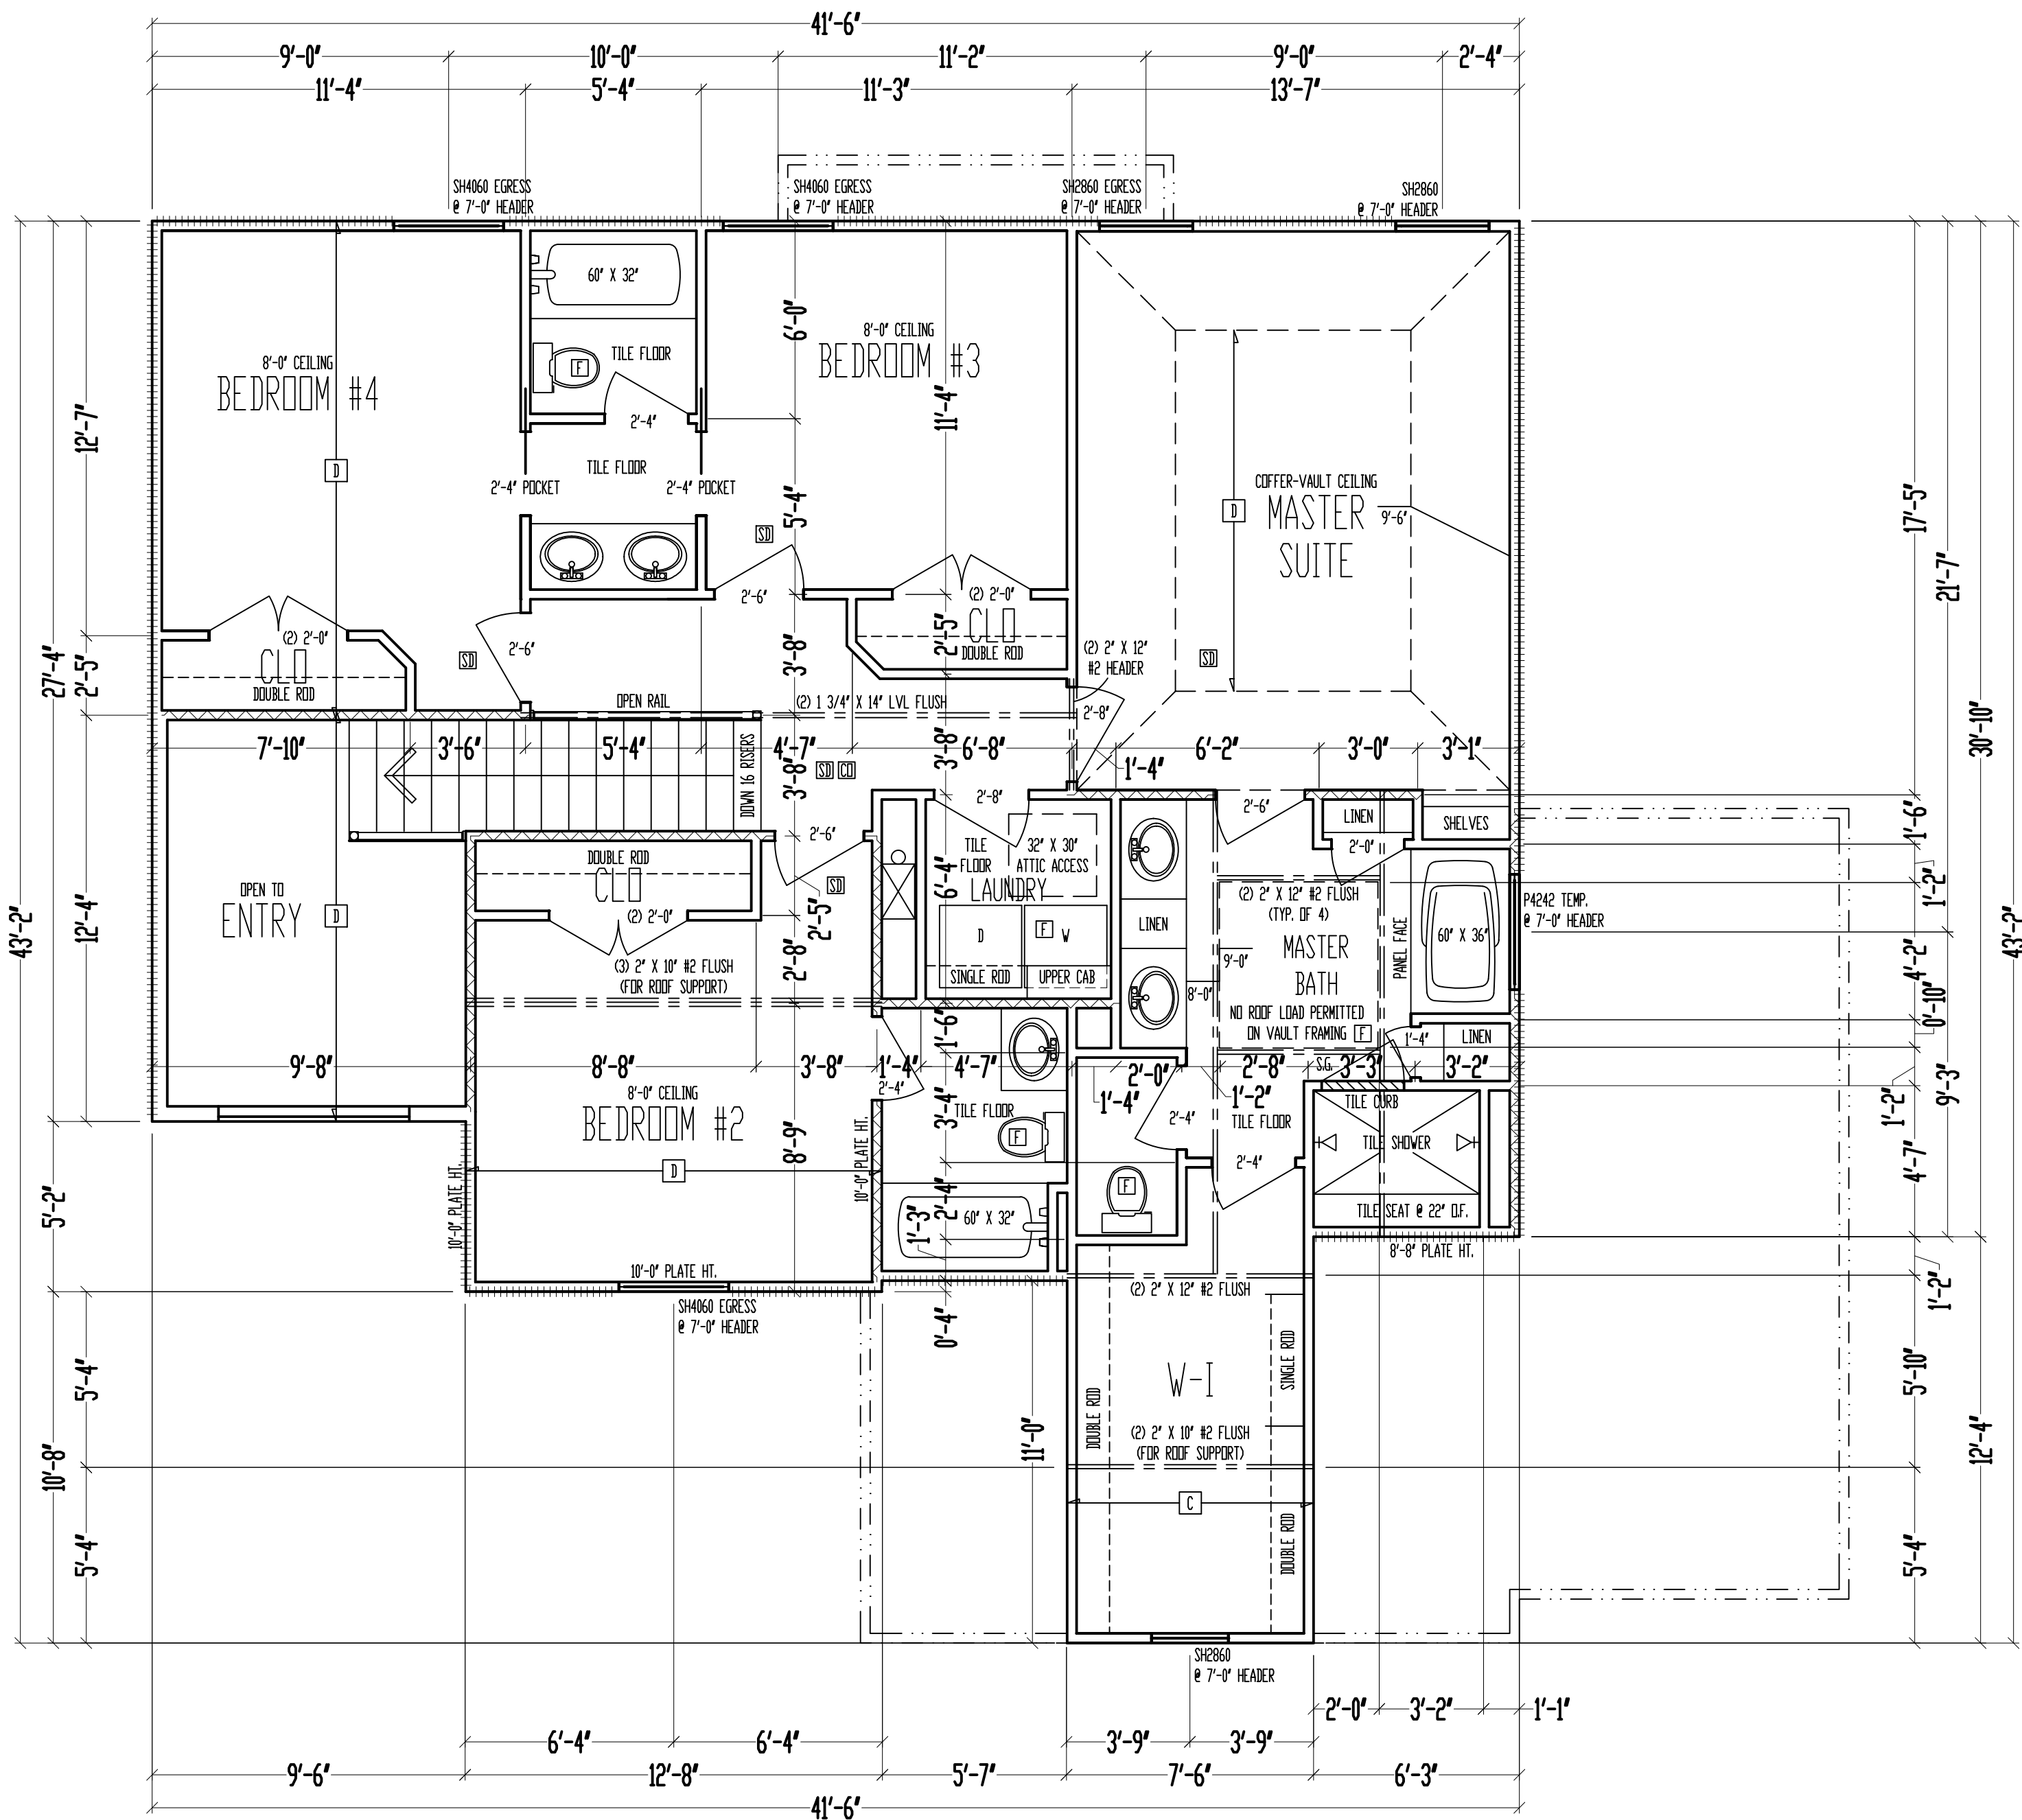 41'-6"
9'-0" 10'-0" 11'-2" 9'-0" 2'-4"
11'-4" 5'-4" 11'-3" 13'-7"
SH4060 EGRESS
@ 7'-0" HEADER
SH4060 EGRESS
@ 7'-0" HEADER
SH2860 EGRESS
@ 7'-0" HEADER
SH2860
@ 7'-0" HEADER
8'-0" CEILING
BEDROOM #4
D
60" X 32"
TILE FLOOR
F
2'-4"
TILE FLOOR
2'-4" POCKET
2'-4" POCKET
8'-0" CEILING
BEDROOM #3
6'-0"
11'-4"
5'-4"
SD
2'-6"
(2) 2'-0"
CLO
DOUBLE ROD
2'-5"
3'-8"
COFFER-VAULT CEILING
MASTER
SUITE
9'-6"
D
SD
(2) 2" X 12"
#2 HEADER
2'-8"
(2) 2'-0"
CLO
DOUBLE ROD
SD
2'-6"
OPEN RAIL
(2) 1 3/4" X 14" LVL FLUSH
7'-10" 3'-6" 5'-4" 4'-7" 6'-8" 6'-2" 3'-0" 3'-1"
1'-4"
3'-8"
3'-8"
DOWN 16 RISERS
SD CO
2'-8"
2'-6"
2'-6"
LINEN
2'-0"
SHELVES
OPEN TO
ENTRY
D
DOUBLE ROD
CLO
(2) 2'-0"
SD
2'-5"
2'-8"
TILE
FLOOR
32" X 30"
ATTIC ACCESS
LAUNDRY
6'-4"
D
F
W
SINGLE ROD
UPPER CAB
LINEN
(2) 2" X 12" #2 FLUSH
(TYP. OF 4)
MASTER
BATH
9'-0"
8'-0"
NO ROOF LOAD PERMITTED
ON VAULT FRAMING
F
PANEL FACE
60" X 36"
P4242 TEMP.
@ 7'-0" HEADER
1'-4"
LINEN
(3) 2" X 10" #2 FLUSH
(FOR ROOF SUPPORT)
1'-6"
9'-8" 8'-8" 3'-8" 1'-4" 4'-7" 2'-0" 2'-8" 3'-3" 3'-2"
S.G.
1'-4"
1'-2"
2'-4"
8'-0" CEILING
BEDROOM #2
D
8'-9"
10'-0" PLATE HT.
10'-0" PLATE HT.
10'-0" PLATE HT.
3'-4"
TILE FLOOR
F
2'-4"
1'-3"
60" X 32"
2'-4"
F
TILE FLOOR
2'-4"
TILE CURB
TILE SHOWER
TILE SEAT @ 22" O.F.
8'-8" PLATE HT.
SH4060 EGRESS
@ 7'-0" HEADER
0'-4"
11'-0"
(2) 2" X 12" #2 FLUSH
W-I
DOUBLE ROD
SINGLE ROD
(2) 2" X 10" #2 FLUSH
(FOR ROOF SUPPORT)
C
DOUBLE ROD
SH2860
@ 7'-0" HEADER
43'-2"
27'-4"
5'-2"
10'-8"
12'-7"
2'-5"
12'-4"
5'-4"
5'-4"
17'-5"
1'-6"
1'-2"
4'-2"
0'-10"
1'-2"
4'-7"
1'-2"
5'-10"
5'-4"
21'-7"
9'-3"
30'-10"
12'-4"
43'-2"
2'-0" 3'-2" 1'-1"
6'-4" 6'-4" 3'-9" 3'-9"
9'-6" 12'-8" 5'-7" 7'-6" 6'-3"
41'-6"